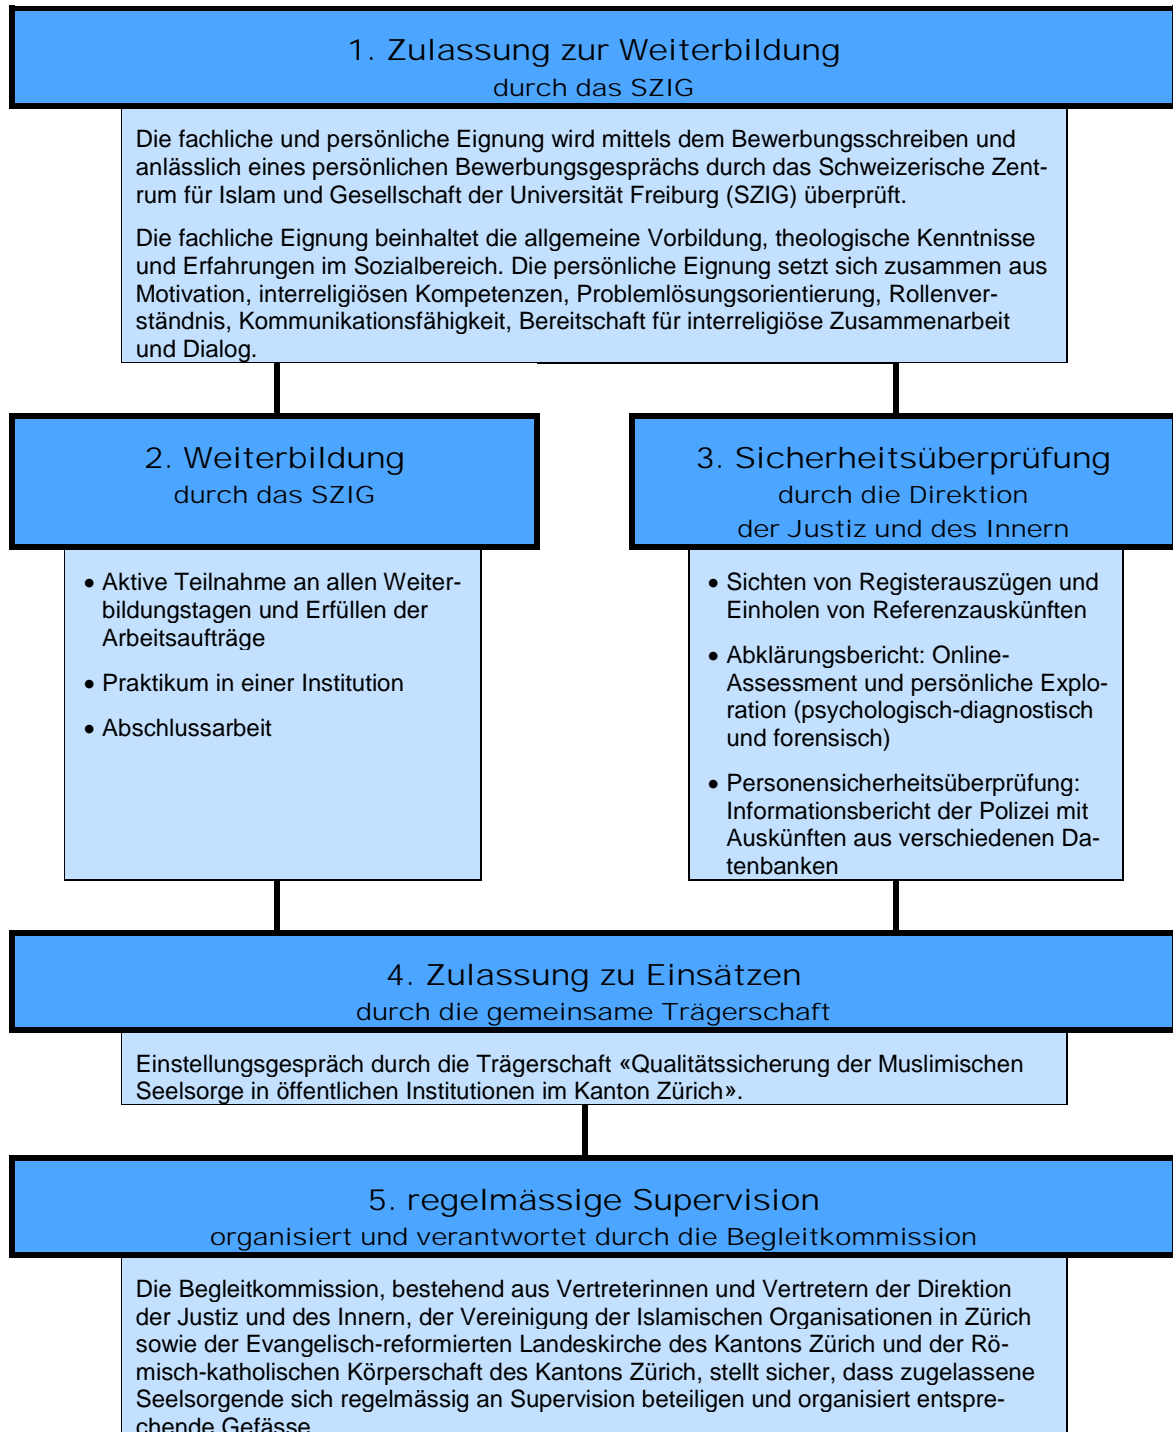 1. Zulassung zur Weiterbildung
durch das SZIG
Die fachliche und persönliche Eignung wird mittels dem Bewerbungsschreiben und
anlässlich eines persönlichen Bewerbungsgesprächs durch das Schweizerische Zent-
rum für Islam und Gesellschaft der Universität Freiburg (SZIG) überprüft.
Die fachliche Eignung beinhaltet die allgemeine Vorbildung, theologische Kenntnisse
und Erfahrungen im Sozialbereich. Die persönliche Eignung setzt sich zusammen aus
Motivation, interreligiösen Kompetenzen, Problemlösungsorientierung, Rollenver-
ständnis, Kommunikationsfähigkeit, Bereitschaft für interreligiöse Zusammenarbeit
und Dialog.
2. Weiterbildung
durch das SZIG
• Aktive Teilnahme an allen Weiter-
bildungstagen und Erfüllen der
Arbeitsaufträge
• Praktikum in einer Institution
• Abschlussarbeit
3. Sicherheitsüberprüfung
durch die Direktion
der Justiz und des Innern
• Sichten von Registerauszügen und
Einholen von Referenzauskünften
• Abklärungsbericht: Online-
Assessment und persönliche Explo-
ration (psychologisch-diagnostisch
und forensisch)
• Personensicherheitsüberprüfung:
Informationsbericht der Polizei mit
Auskünften aus verschiedenen Da-
tenbanken
4. Zulassung zu Einsätzen
durch die gemeinsame Trägerschaft
Einstellungsgespräch durch die Trägerschaft «Qualitätssicherung der Muslimischen
Seelsorge in öffentlichen Institutionen im Kanton Zürich».
5. regelmässige Supervision
organisiert und verantwortet durch die Begleitkommission
Die Begleitkommission, bestehend aus Vertreterinnen und Vertretern der Direktion
der Justiz und des Innern, der Vereinigung der Islamischen Organisationen in Zürich
sowie der Evangelisch-reformierten Landeskirche des Kantons Zürich und der Rö-
misch-katholischen Körperschaft des Kantons Zürich, stellt sicher, dass zugelassene
Seelsorgende sich regelmässig an Supervision beteiligen und organisiert entspre-
chende Gefässe